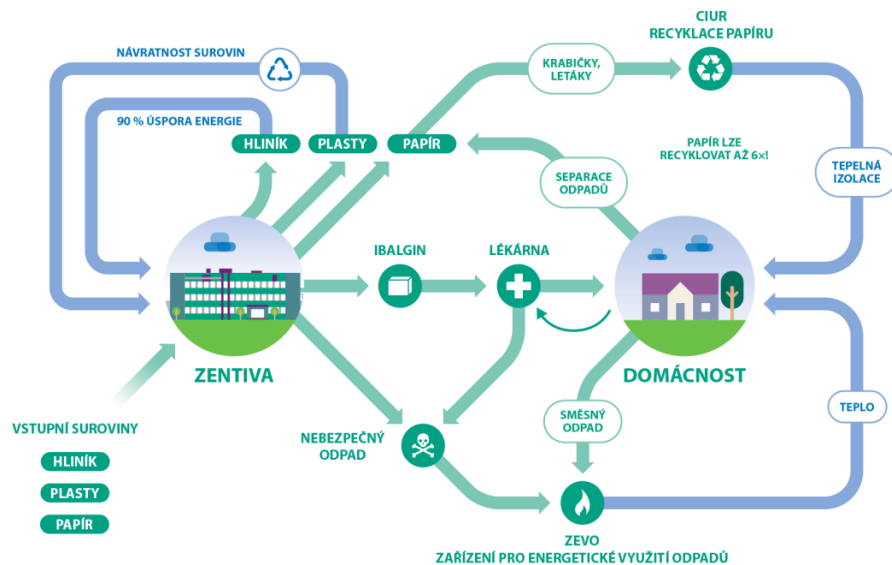 CIUR
RECYKLACE PAPÍRU
NÁVRATNOST SUROVIN
KRABIČKY,
LETÁKY
90 % ÚSPORA ENERGIE
HLINÍK
PLASTY
PAPÍR
PAPÍR LZE
RECYKLOVAT AŽ 6×!
TEPELNÁ
IZOLACE
SEPARACE
ODPADŮ
IBALGIN
LÉKÁRNA
ZENTIVA
DOMÁCNOST
VSTUPNÍ SUROVINY
HLINÍK
PLASTY
PAPÍR
NEBEZPEČNÝ
ODPAD
SMĚSNÝ
ODPAD
TEPLO
ZEVO
ZAŘÍZENÍ PRO ENERGETICKÉ VYUŽITÍ ODPADŮ